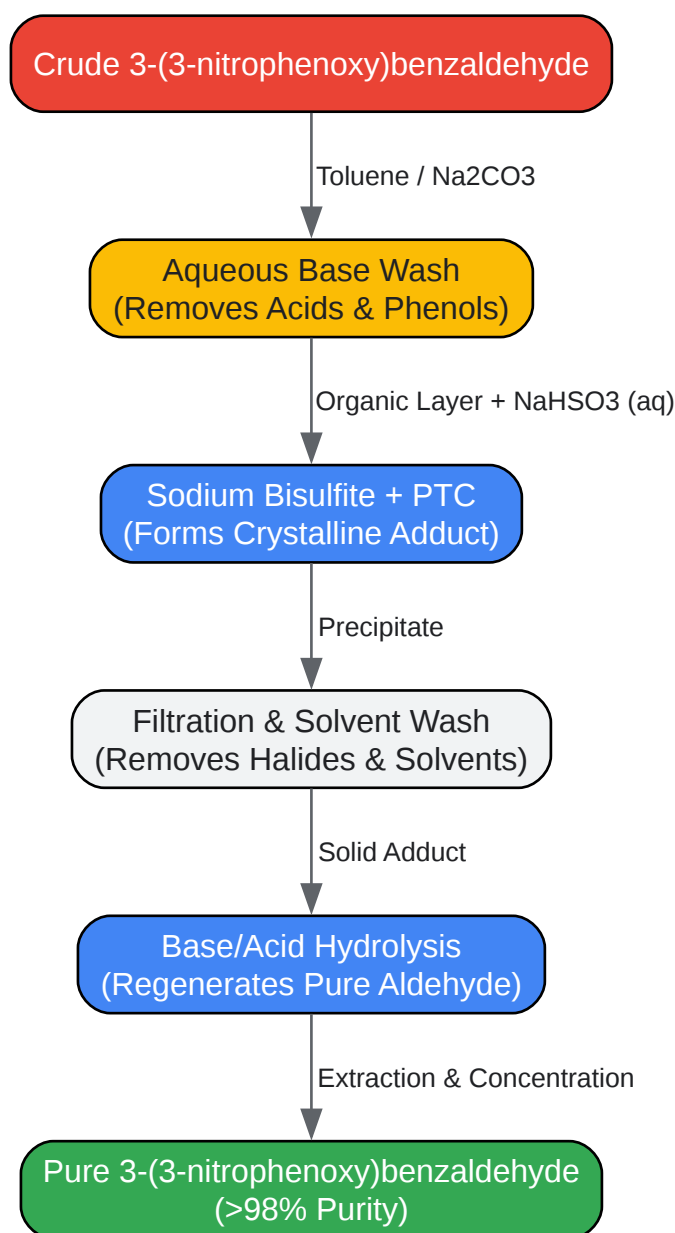 Crude 3-(3-nitrophenoxy)benzaldehyde
Toluene / Na2CO3
Aqueous Base Wash
(Removes Acids & Phenols)
Organic Layer + NaHSO3 (aq)
Sodium Bisulfite + PTC
(Forms Crystalline Adduct)
Precipitate
Filtration & Solvent Wash
(Removes Halides & Solvents)
Solid Adduct
Base/Acid Hydrolysis
(Regenerates Pure Aldehyde)
Extraction & Concentration
Pure 3-(3-nitrophenoxy)benzaldehyde
(>98% Purity)